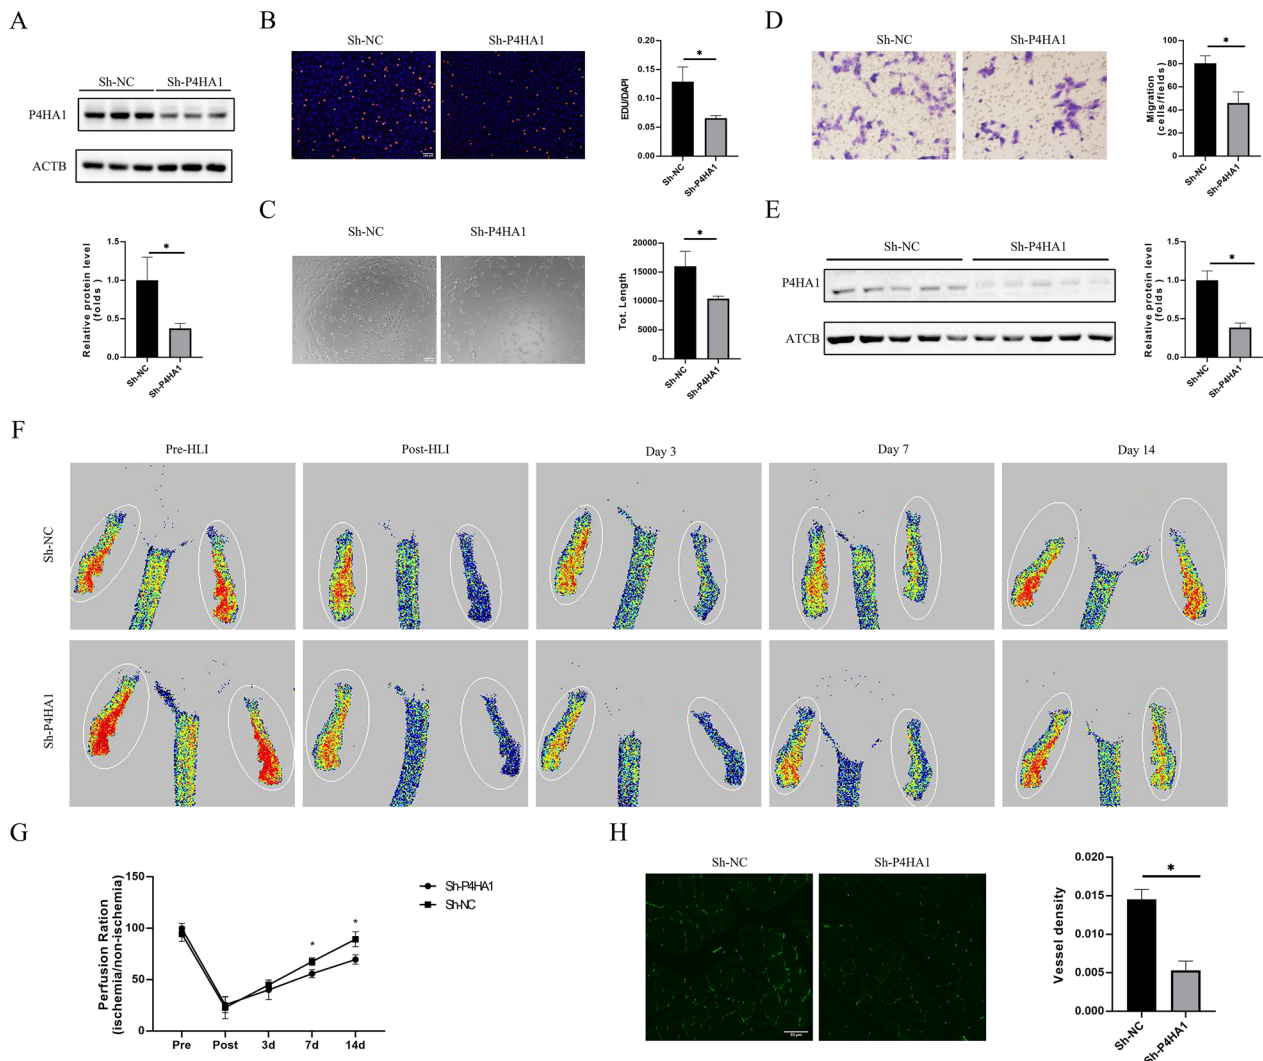 A
Sh-NC Sh-P4HA1
P4HA1
ACTB
Relative protein level
(folds )
*
1.5
1.0
0.5
0.0
Sh-NC
Sh-P4HA1
B
Sh-NC Sh-P4HA1
EDU/DAPI
*
0.20
0.15
0.10
0.05
0.00
Sh-NC
Sh-P4HA1
C
Sh-NC Sh-P4HA1
Tot. Length
*
20000
15000
10000
5000
0
Sh-NC
Sh-P4HA1
D
Sh-NC Sh-P4HA1
Migration
(cells/fields)
*
100
80
60
40
20
0
Sh-NC
Sh-P4HA1
E
Sh-NC Sh-P4HA1
P4HA1
ATCB
Relative protein level
(folds )
*
1.5
1.0
0.5
0.0
Sh-NC
Sh-P4HA1
F
Pre-HLI Post-HLI Day 3 Day 7 Day 14
Sh-NC
Sh-P4HA1
G
Perfusion Ration
(ischemia/non-ischemia)
150
100
50
0
Pre Post 3d 7d 14d
* *
Sh-P4HA1
Sh-NC
H
Sh-NC Sh-P4HA1
50 μm
Vessel density
*
0.020
0.015
0.010
0.005
0.000
Sh-NC
Sh-P4HA1